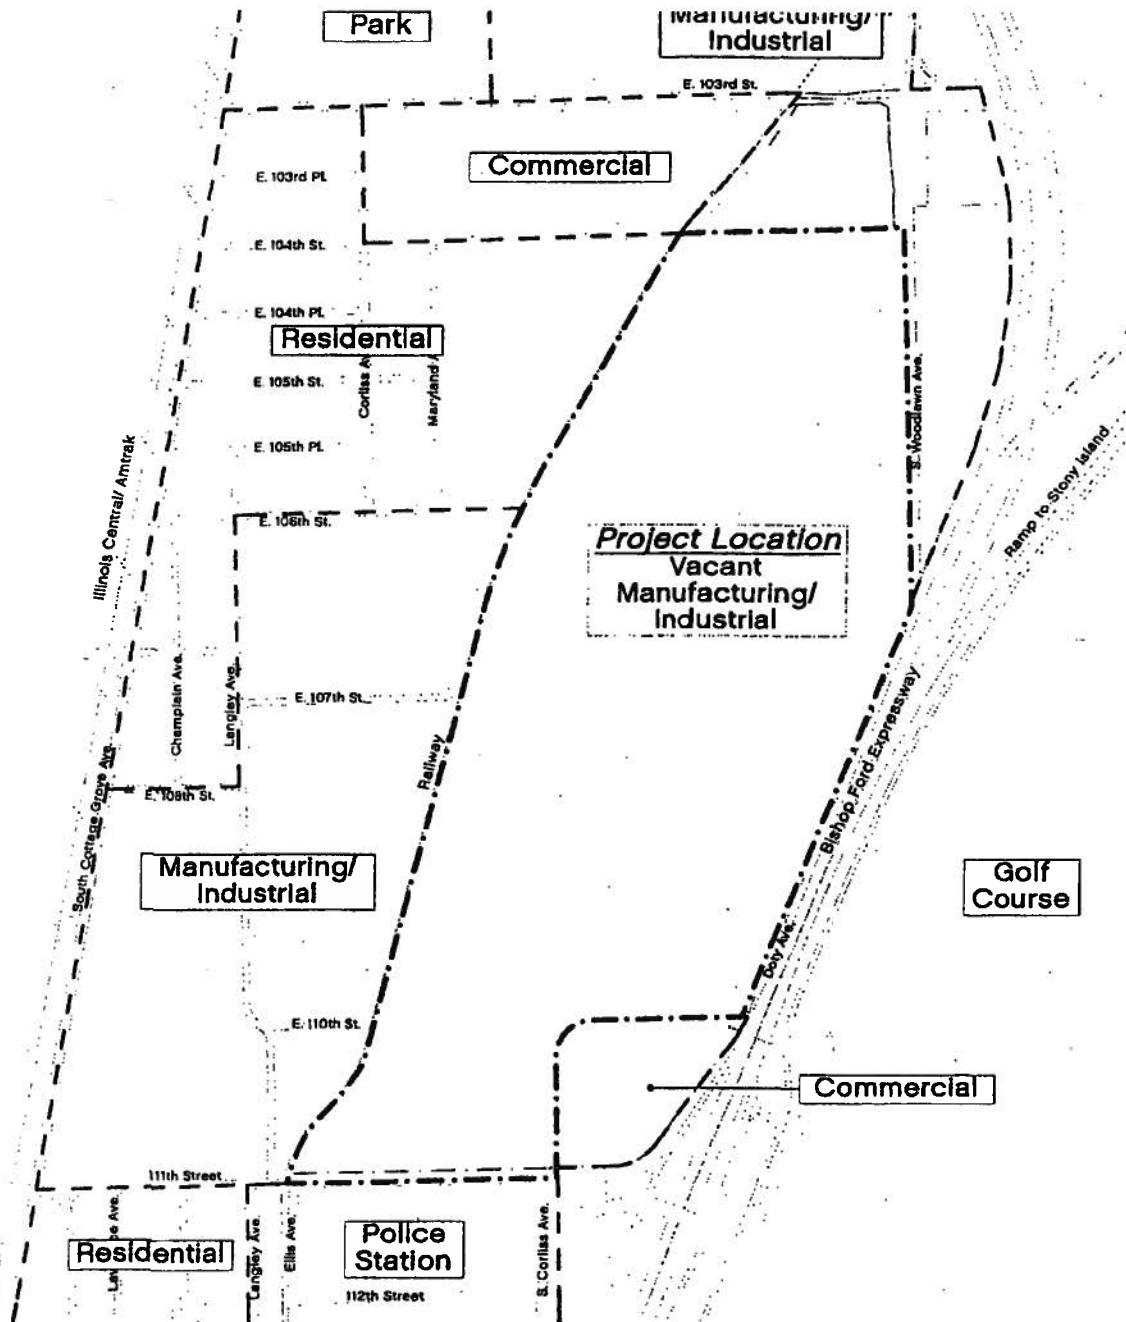 Park
Manufacturing/
Industrial
E. 103rd St.
Commercial
E. 103rd Pl.
E. 104th St.
E. 104th Pl.
Residential
E. 105th St.
Corliss
Maryland
S. Woodlawn Ave.
E. 105th Pl.
Illinois Central/ Amtrak
Ramp to Stony Island
E. 106th St.
Project Location
Vacant
Manufacturing/
Industrial
Champlain Ave.
Langley Ave.
E. 107th St.
Railway
Bishop Ford Expressway
South Cottage Grove Ave.
E. 108th St.
Manufacturing/
Industrial
Golf
Course
Doty Ave.
E. 110th St.
Commercial
111th Street
Ave.
Residential
Langley Ave.
Ellis Ave.
Police
Station
S. Corliss Ave.
112th Street